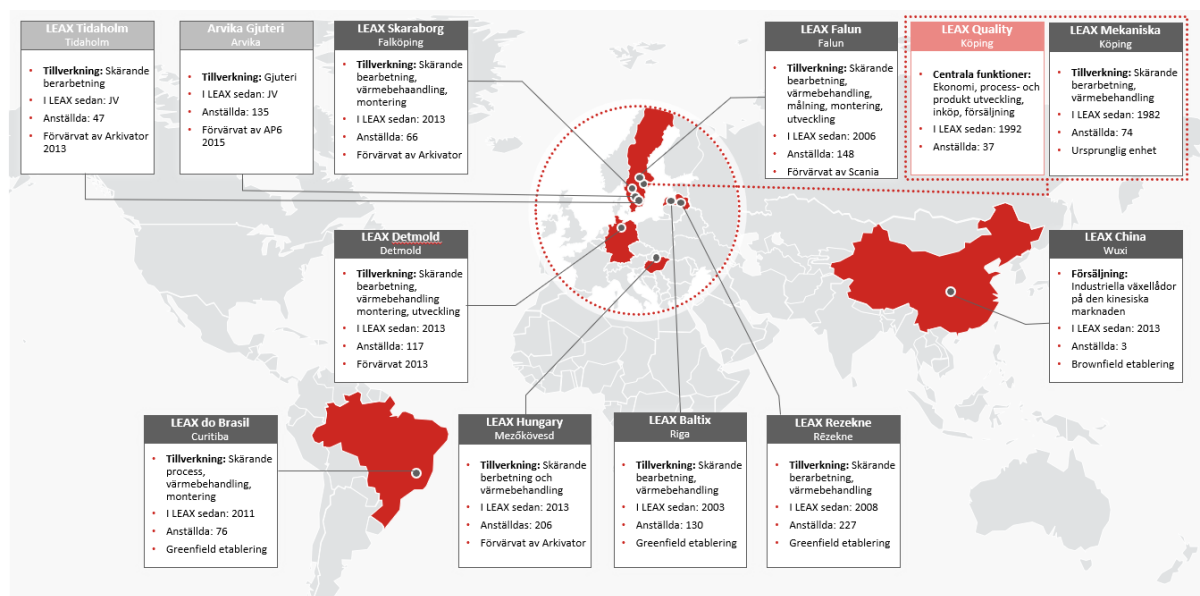 LEAX Tidaholm
Tidaholm
Tillverkning: Skärande
berarbetning
I LEAX sedan: JV
Anställda: 47
Förvärvat av Arkivator
2013
Arvika Gjuteri
Arvika
Tillverkning: Gjuteri
I LEAX sedan: JV
Anställda: 135
Förvärvat av AP6
2015
LEAX Skaraborg
Falköping
Tillverkning: Skärande
bearbetning,
värmebehaandling,
montering
I LEAX sedan: 2013
Anställda: 66
Förvärvat av Arkivator
LEAX Falun
Falun
Tillverkning: Skärande
bearbetning,
värmebehandling,
målning, montering,
utveckling
I LEAX sedan: 2006
Anställda: 148
Förvärvat av Scania
LEAX Quality
Köping
Centrala funktioner:
Ekonomi, process- och
produkt utveckling,
inköp, försäljning
I LEAX sedan: 1992
Anställda: 37
LEAX Mekaniska
Köping
Tillverkning: Skärande
berarbetning,
värmebehandling
I LEAX sedan: 1982
Anställda: 74
Ursprunglig enhet
LEAX Detmold
Detmold
Tillverkning: Skärande
bearbetning,
värmebehandling
montering, utveckling
I LEAX sedan: 2013
Anställda: 117
Förvärvat 2013
LEAX China
Wuxi
Försäljning:
Industriella växellådor
på den kinesiska
marknaden
I LEAX sedan: 2013
Anställda: 3
Brownfield etablering
LEAX do Brasil
Curitiba
Tillverkning: Skärande
process,
värmebehandling,
montering
I LEAX sedan: 2011
Anställda: 76
Greenfield etablering
LEAX Hungary
Mezőkövesd
Tillverkning: Skärande
berbetning och
värmebehandling
I LEAX sedan: 2013
Anställdas: 206
Förvärvat av Arkivator
LEAX Baltix
Riga
Tillverkning: Skärande
bearbetning,
värmebehandling
I LEAX sedan: 2003
Anställda: 130
Greenfield etablering
LEAX Rezekne
Rēzekne
Tillverkning: Skärande
berarbetning,
värmebehandling
I LEAX sedan: 2008
Anställda: 227
Greenfield etablering